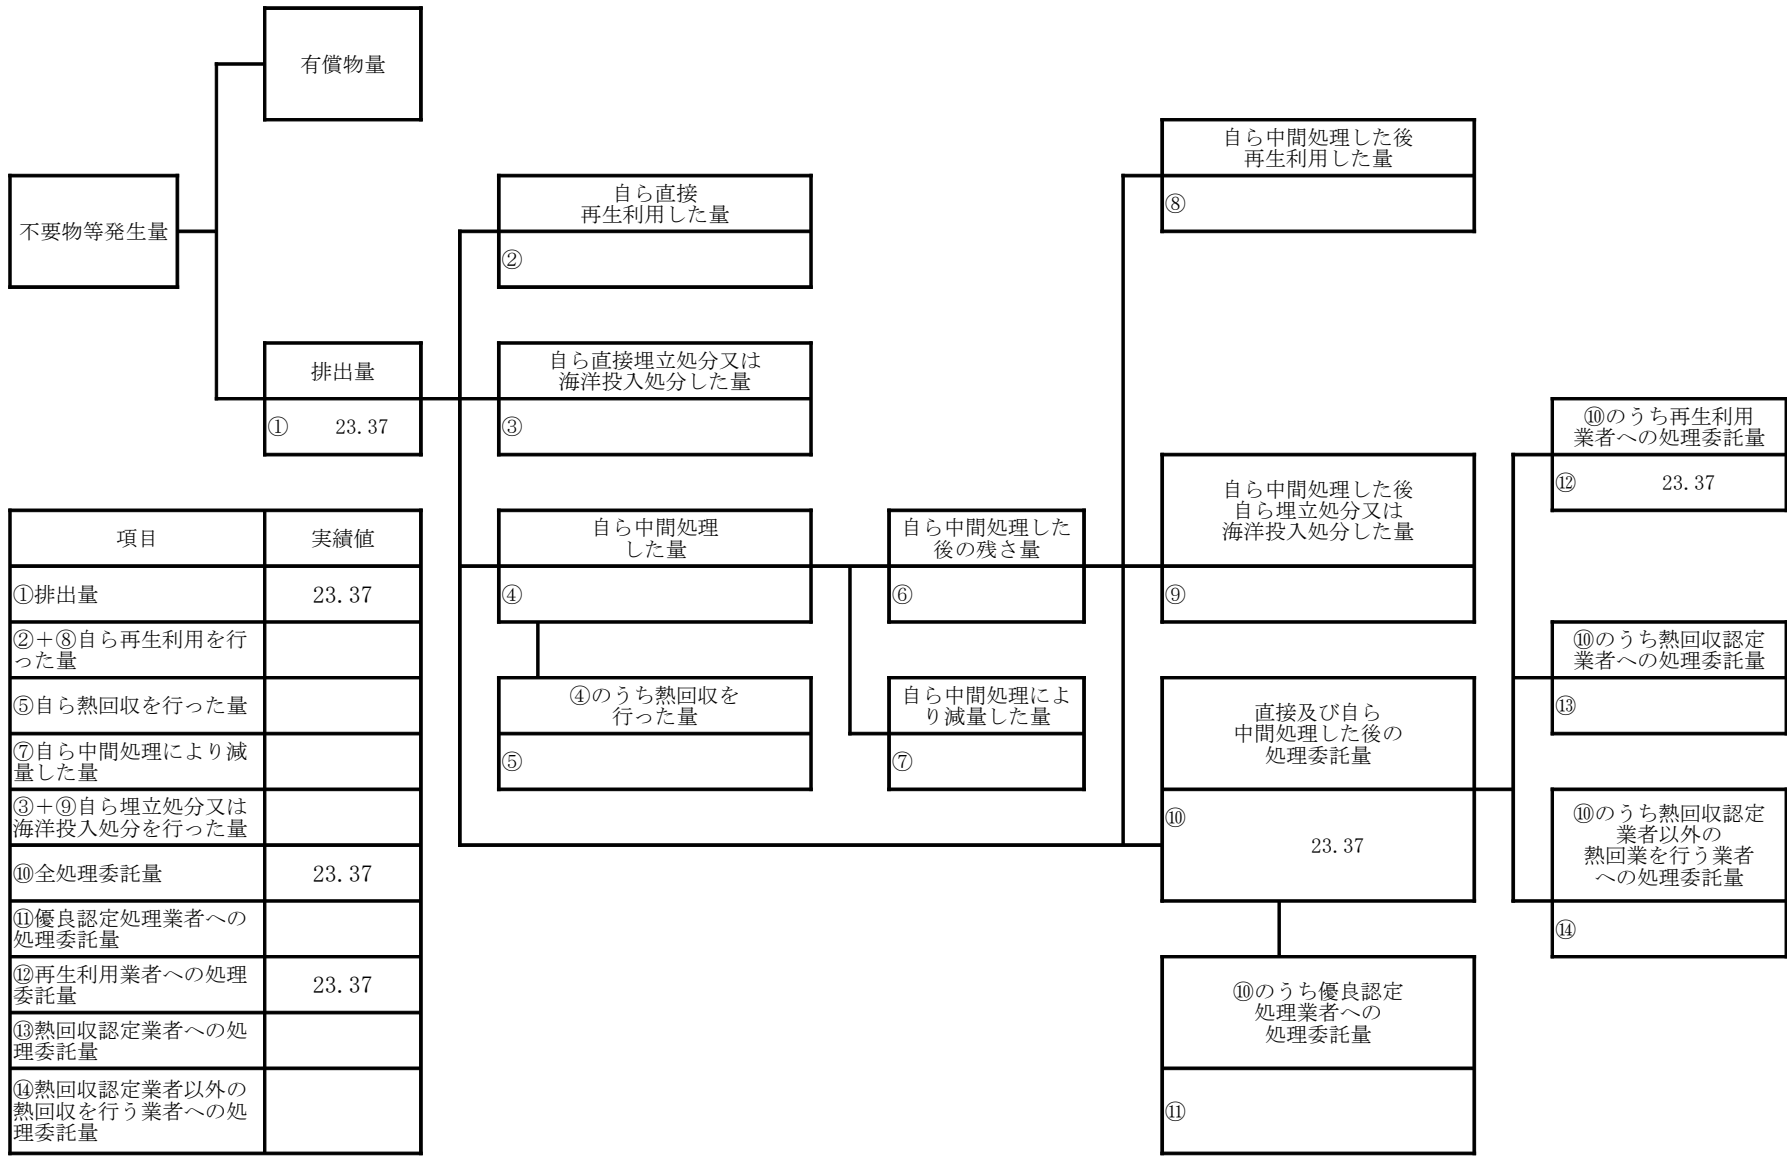 有償物量
不要物等発生量
排出量
① 23.37
自ら直接
再生利用した量
②
自ら直接埋立処分又は
海洋投入処分した量
③
自ら中間処理
した量
④
④のうち熱回収を
行った量
⑤
自ら中間処理した
後の残さ量
⑥
自ら中間処理によ
り減量した量
⑦
自ら中間処理した後
再生利用した量
⑧
自ら中間処理した後
自ら埋立処分又は
海洋投入処分した量
⑨
直接及び自ら
中間処理した後の
処理委託量
⑩
23.37
⑩のうち優良認定
処理業者への
処理委託量
⑪
⑩のうち再生利用
業者への処理委託量
⑫ 23.37
⑩のうち熱回収認定
業者への処理委託量
⑬
⑩のうち熱回収認定
業者以外の
熱回業を行う業者
への処理委託量
⑭
項目 実績値
①排出量 23.37
②＋⑧自ら再生利用を行
った量
⑤自ら熱回収を行った量
⑦自ら中間処理により減
量した量
③＋⑨自ら埋立処分又は
海洋投入処分を行った量
⑩全処理委託量 23.37
⑪優良認定処理業者への
処理委託量
⑫再生利用業者への処理
委託量 23.37
⑬熱回収認定業者への処
理委託量
⑭熱回収認定業者以外の
熱回収を行う業者への処
理委託量